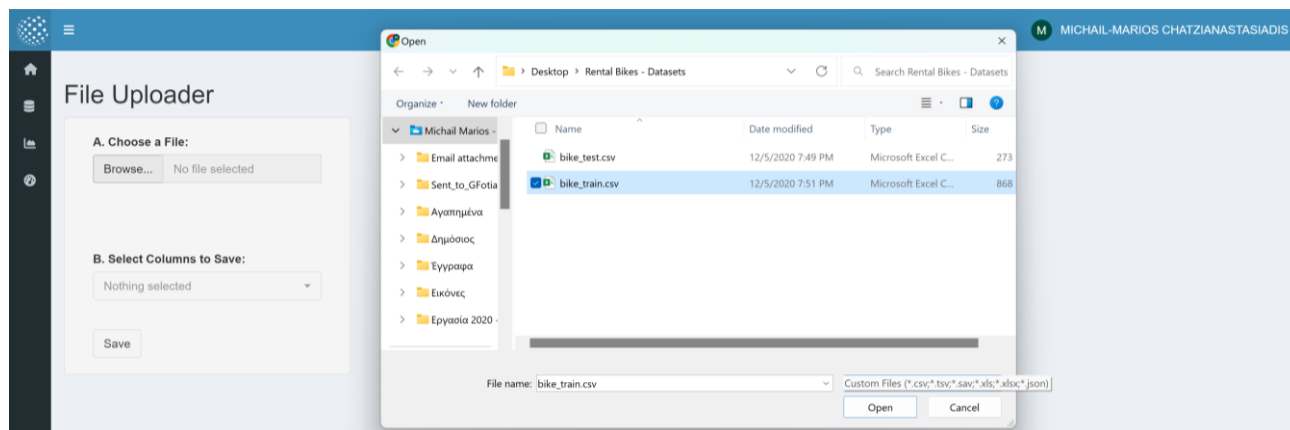 M MICHAIL-MARIOS CHATZIANASTASIADIS
File Uploader
A. Choose a File:
Browse... No file selected
B. Select Columns to Save:
Nothing selected
Save
Open
Desktop > Rental Bikes - Datasets
Search Rental Bikes - Datasets
Organize
New folder
Michail Marios -
Email attachme
Sent_to_GFotia
Αγαπημένα
Δημόσιος
Έγγραφα
Εικόνες
Εργασία 2020 -
Name Date modified Type Size
bike_test.csv 12/5/2020 7:49 PM Microsoft Excel C... 273
bike_train.csv 12/5/2020 7:51 PM Microsoft Excel C... 868
File name: bike_train.csv
Custom Files (*.csv;*.tsv;*.sav;*.xls;*.xlsx;*.json)
Open Cancel